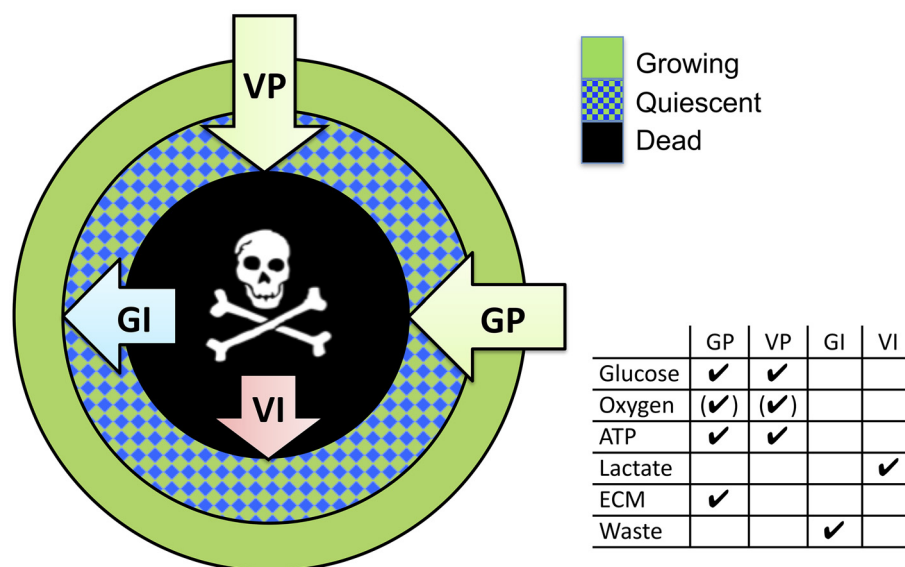 VP
GI
GP
VI
Growing
Quiescent
Dead
GP VP GI VI
Glucose ✔ ✔
Oxygen (✔) (✔)
ATP ✔ ✔
Lactate ✔
ECM ✔
Waste ✔